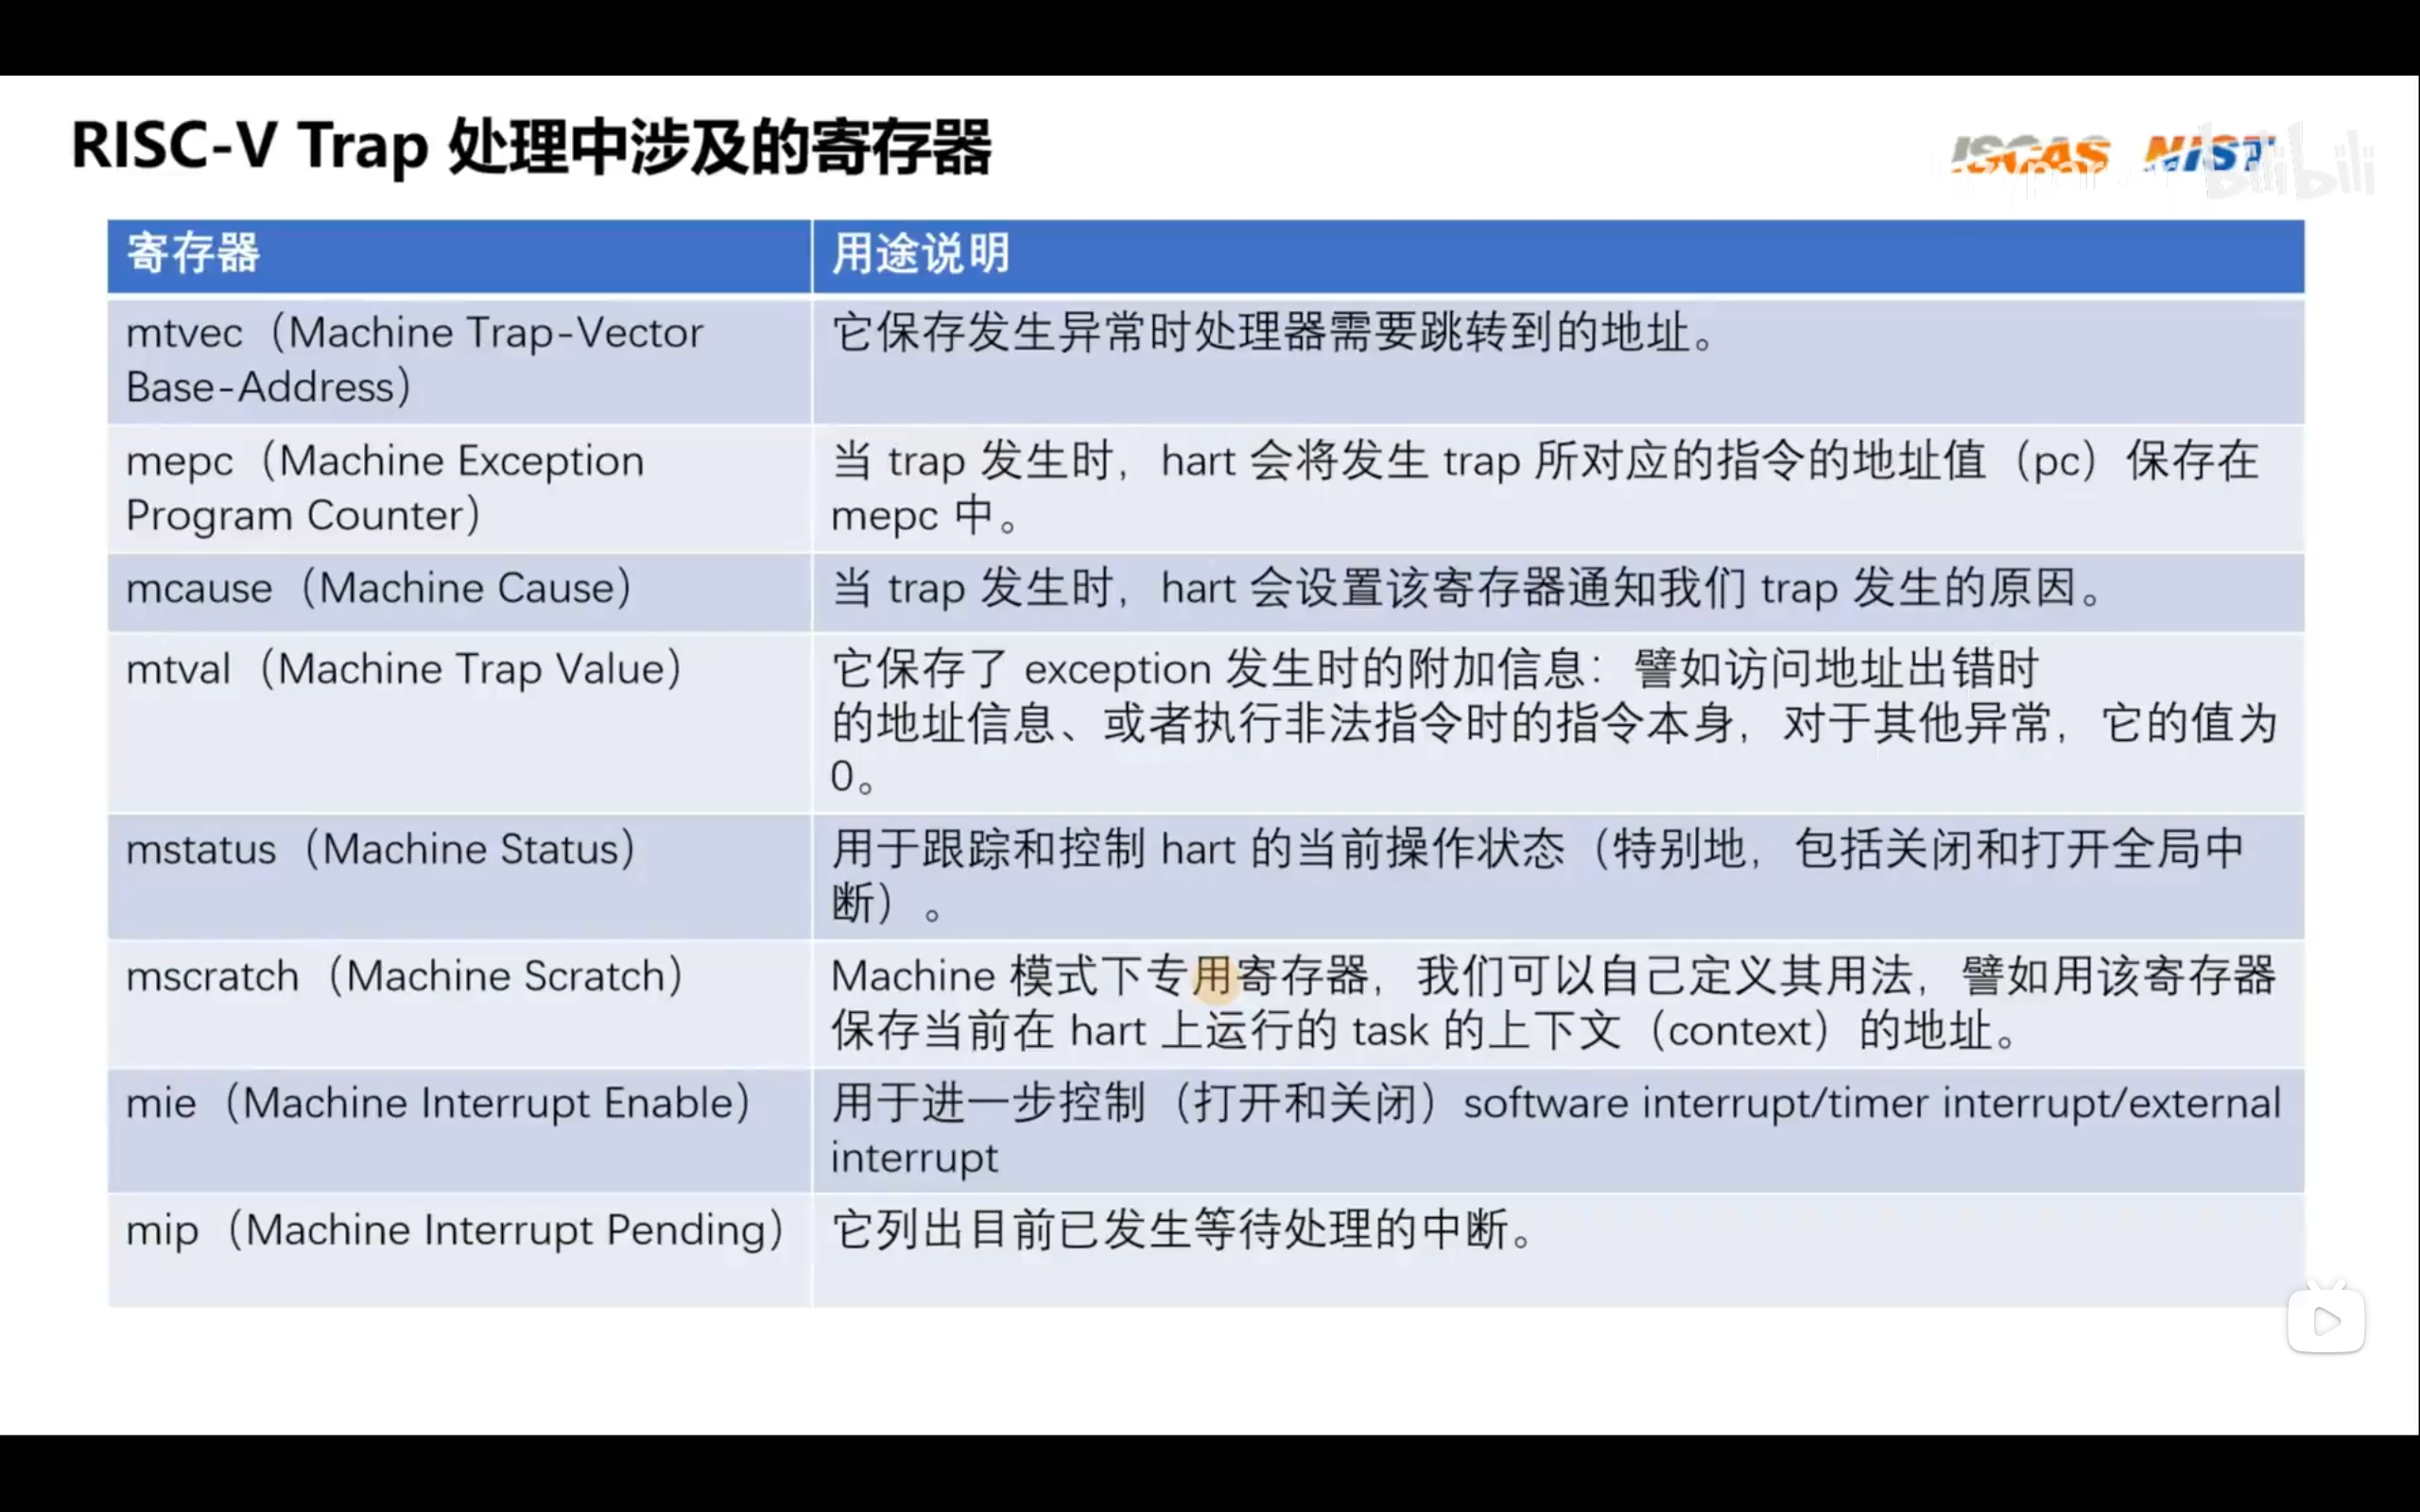 RISC-V Trap 处理中涉及的寄存器
ISCAS NIST
bilibili
寄存器
用途说明
mtvec（Machine Trap-Vector
Base-Address）
它保存发生异常时处理器需要跳转到的地址。
mepc（Machine Exception
Program Counter）
当 trap 发生时，hart 会将发生 trap 所对应的指令的地址值（pc）保存在
mepc 中。
mcause（Machine Cause）
当 trap 发生时，hart 会设置该寄存器通知我们 trap 发生的原因。
mtval（Machine Trap Value）
它保存了 exception 发生时的附加信息：譬如访问地址出错时
的地址信息、或者执行非法指令时的指令本身，对于其他异常，它的值为
0。
mstatus（Machine Status）
用于跟踪和控制 hart 的当前操作状态（特别地，包括关闭和打开全局中
断）。
mscratch（Machine Scratch）
Machine 模式下专用寄存器，我们可以自己定义其用法，譬如用该寄存器
保存当前在 hart 上运行的 task 的上下文（context）的地址。
mie（Machine Interrupt Enable）
用于进一步控制（打开和关闭）software interrupt/timer interrupt/external
interrupt
mip（Machine Interrupt Pending）
它列出目前已发生等待处理的中断。